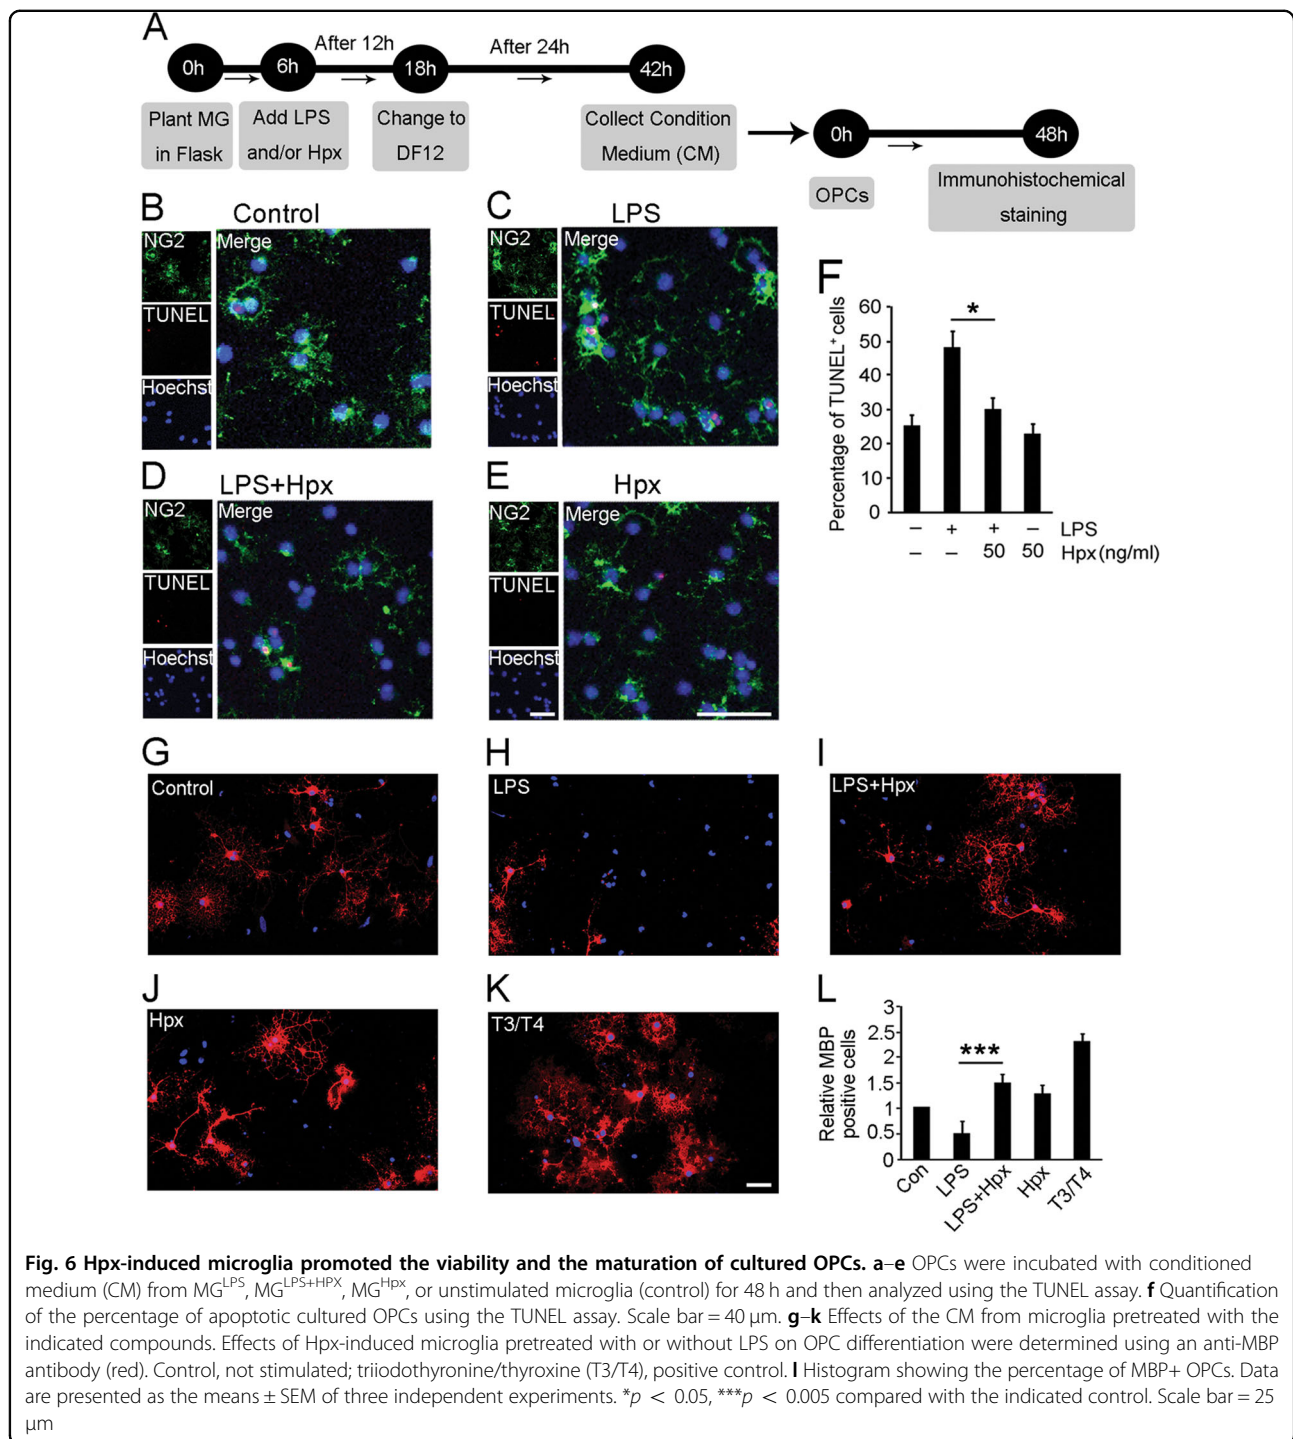 A
After 12h
After 24h
0h
6h
18h
42h
Plant MG
in Flask
Add LPS
and/or Hpx
Change to
DF12
Collect Condition
Medium (CM)
0h
48h
OPCs
Immunohistochemical
staining
B
Control
NG2
Merge
TUNEL
Hoechst
C
LPS
NG2
Merge
TUNEL
Hoechst
D
LPS+Hpx
NG2
Merge
TUNEL
Hoechst
E
Hpx
NG2
Merge
TUNEL
Hoechst
F
Percentage of TUNEL⁺ cells
60
50
40
30
20
10
0
*
– + + – LPS
– – 50 50 Hpx (ng/ml)
G
Control
H
LPS
I
LPS+Hpx
J
Hpx
K
T3/T4
L
Relative MBP
positive cells
3
2.5
2
1.5
1
0.5
0
***
Con
LPS
LPS+Hpx
Hpx
T3/T4
Fig. 6 Hpx-induced microglia promoted the viability and the maturation of cultured OPCs. a–e OPCs were incubated with conditioned
medium (CM) from MG^LPS, MG^LPS+HPX, MG^Hpx, or unstimulated microglia (control) for 48 h and then analyzed using the TUNEL assay. f Quantification
of the percentage of apoptotic cultured OPCs using the TUNEL assay. Scale bar = 40 μm. g–k Effects of the CM from microglia pretreated with the
indicated compounds. Effects of Hpx-induced microglia pretreated with or without LPS on OPC differentiation were determined using an anti-MBP
antibody (red). Control, not stimulated; triiodothyronine/thyroxine (T3/T4), positive control. l Histogram showing the percentage of MBP+ OPCs. Data
are presented as the means ± SEM of three independent experiments. *p < 0.05, ***p < 0.005 compared with the indicated control. Scale bar = 25
μm